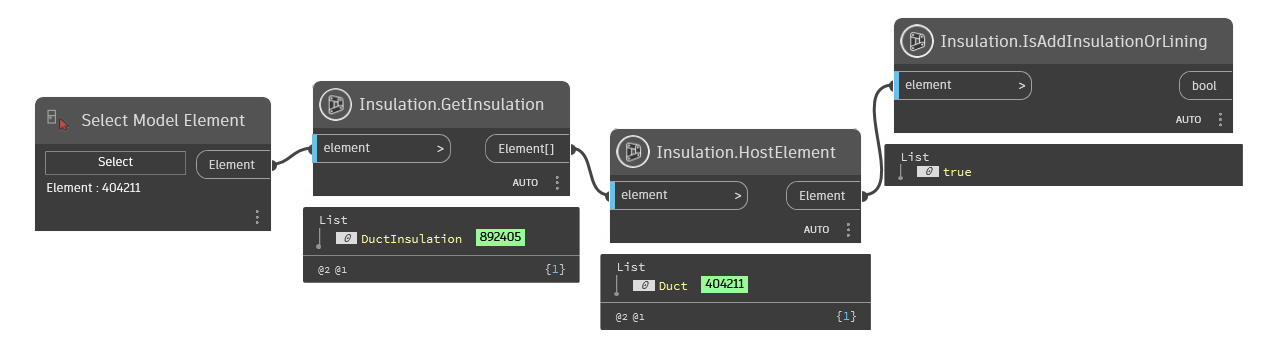 Select Model Element
Select
Element
Element : 404211
Insulation.GetInsulation
element >
Element[]
AUTO
List
0 DuctInsulation 892405
@2 @1 {1}
Insulation.HostElement
element >
Element
AUTO
List
0 Duct 404211
@2 @1 {1}
Insulation.IsAddInsulationOrLining
element >
bool
AUTO
List
0 true